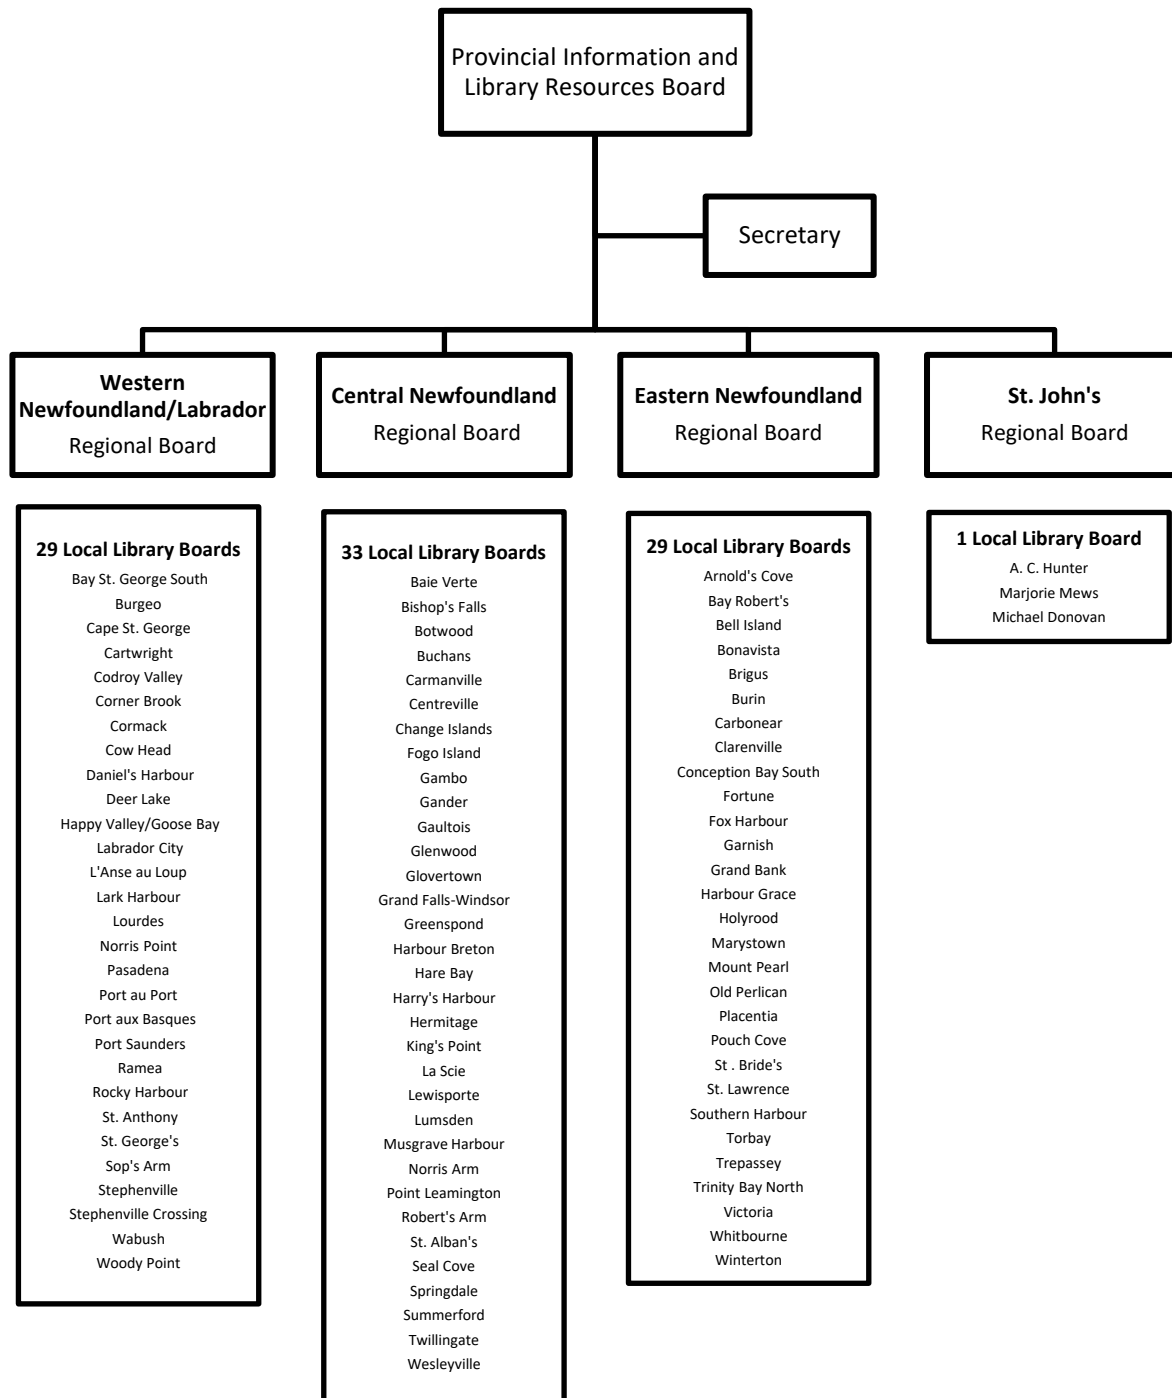 Provincial Information and
Library Resources Board
Secretary
Western
Newfoundland/Labrador
Regional Board
Central Newfoundland
Regional Board
Eastern Newfoundland
Regional Board
St. John's
Regional Board
29 Local Library Boards
Bay St. George South
Burgeo
Cape St. George
Cartwright
Codroy Valley
Corner Brook
Cormack
Cow Head
Daniel's Harbour
Deer Lake
Happy Valley/Goose Bay
Labrador City
L'Anse au Loup
Lark Harbour
Lourdes
Norris Point
Pasadena
Port au Port
Port aux Basques
Port Saunders
Ramea
Rocky Harbour
St. Anthony
St. George's
Sop's Arm
Stephenville
Stephenville Crossing
Wabush
Woody Point
33 Local Library Boards
Baie Verte
Bishop's Falls
Botwood
Buchans
Carmanville
Centreville
Change Islands
Fogo Island
Gambo
Gander
Gaultois
Glenwood
Glovertown
Grand Falls-Windsor
Greenspond
Harbour Breton
Hare Bay
Harry's Harbour
Hermitage
King's Point
La Scie
Lewisporte
Lumsden
Musgrave Harbour
Norris Arm
Point Leamington
Robert's Arm
St. Alban's
Seal Cove
Springdale
Summerford
Twillingate
Wesleyville
29 Local Library Boards
Arnold's Cove
Bay Robert's
Bell Island
Bonavista
Brigus
Burin
Carbonear
Clarenville
Conception Bay South
Fortune
Fox Harbour
Garnish
Grand Bank
Harbour Grace
Holyrood
Marystown
Mount Pearl
Old Perlican
Placentia
Pouch Cove
St . Bride's
St. Lawrence
Southern Harbour
Torbay
Trepassey
Trinity Bay North
Victoria
Whitbourne
Winterton
1 Local Library Board
A. C. Hunter
Marjorie Mews
Michael Donovan